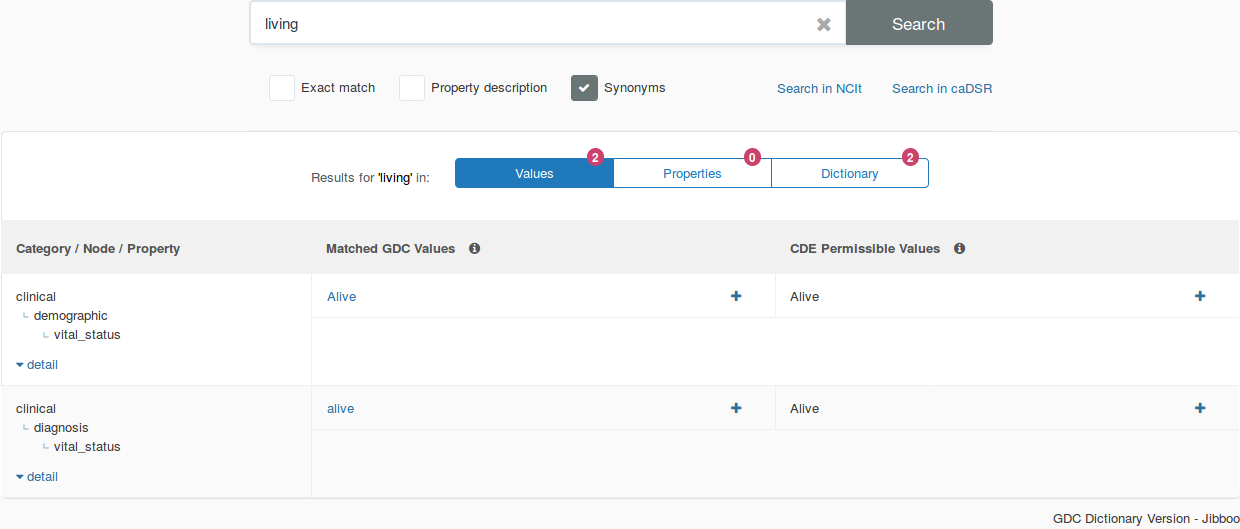 living
Search
Exact match
Property description
Synonyms
Search in NCIt
Search in caDSR
Results for 'living' in:
Values
2
Properties
0
Dictionary
2
Category / Node / Property
Matched GDC Values
CDE Permissible Values
clinical
demographic
vital_status
detail
Alive
Alive
clinical
diagnosis
vital_status
detail
alive
Alive
GDC Dictionary Version - Jibboo